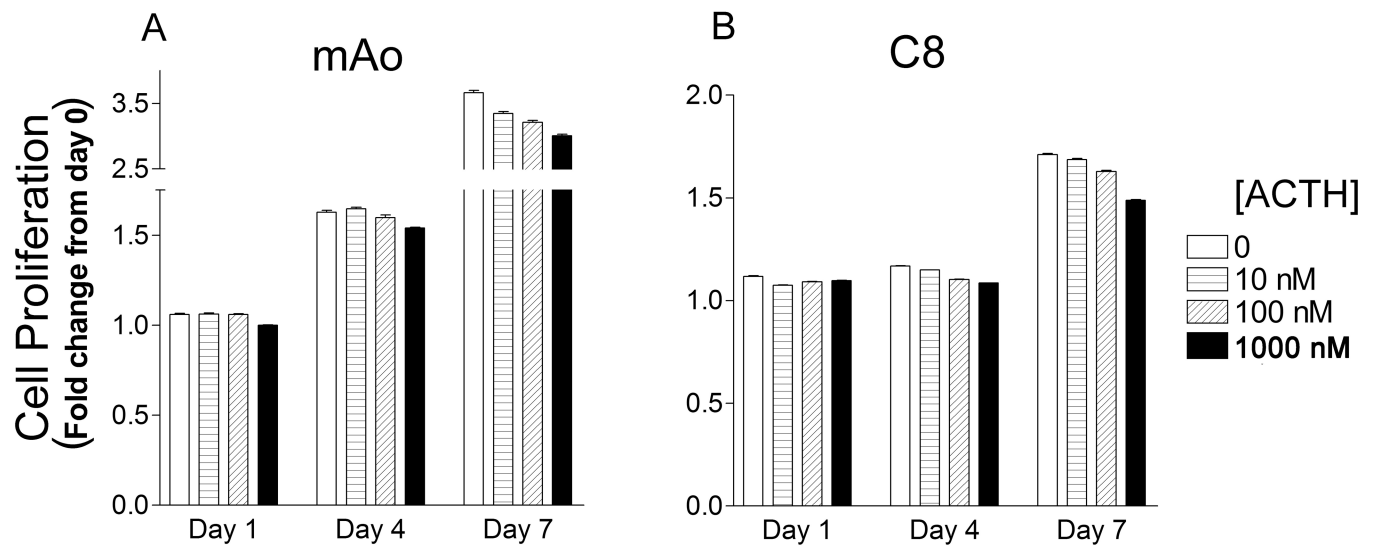 A
mAo
Cell Proliferation
(Fold change from day 0)
3.5
2.5
1.5
1.0
0.5
0.0
Day 1 Day 4 Day 7
B
C8
2.0
1.5
1.0
0.5
0.0
Day 1 Day 4 Day 7
[ACTH]
0
10 nM
100 nM
1000 nM